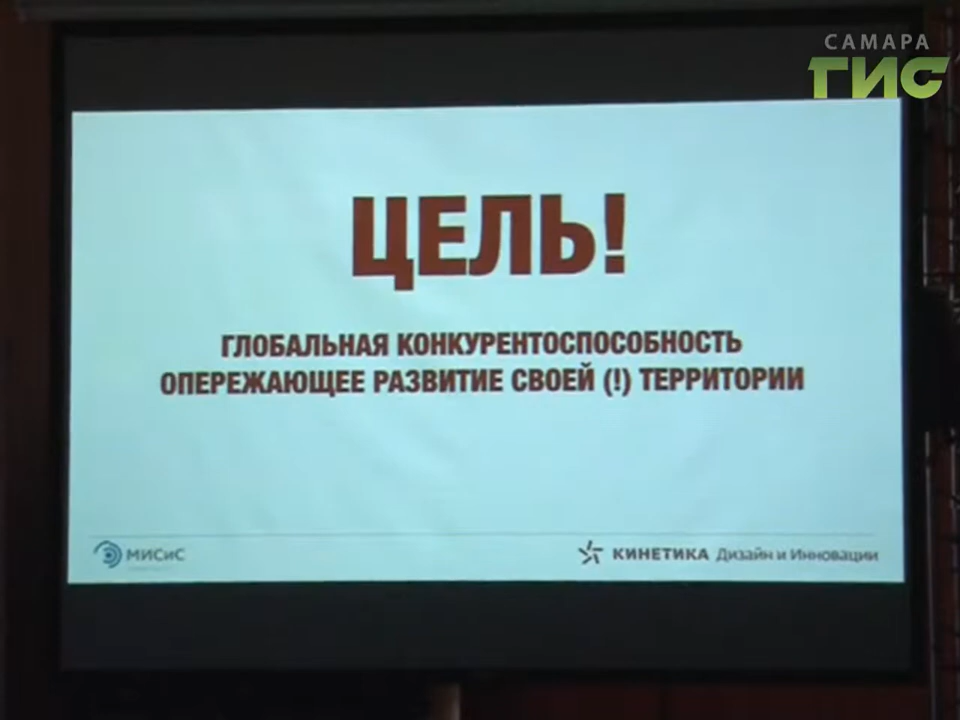 САМАРА
ГИС
ЦЕЛЬ!
ГЛОБАЛЬНАЯ КОНКУРЕНТОСПОСОБНОСТЬ
ОПЕРЕЖАЮЩЕЕ РАЗВИТИЕ СВОЕЙ (!) ТЕРРИТОРИИ
МИСиС
КИНЕТИКА Дизайн и Инновации